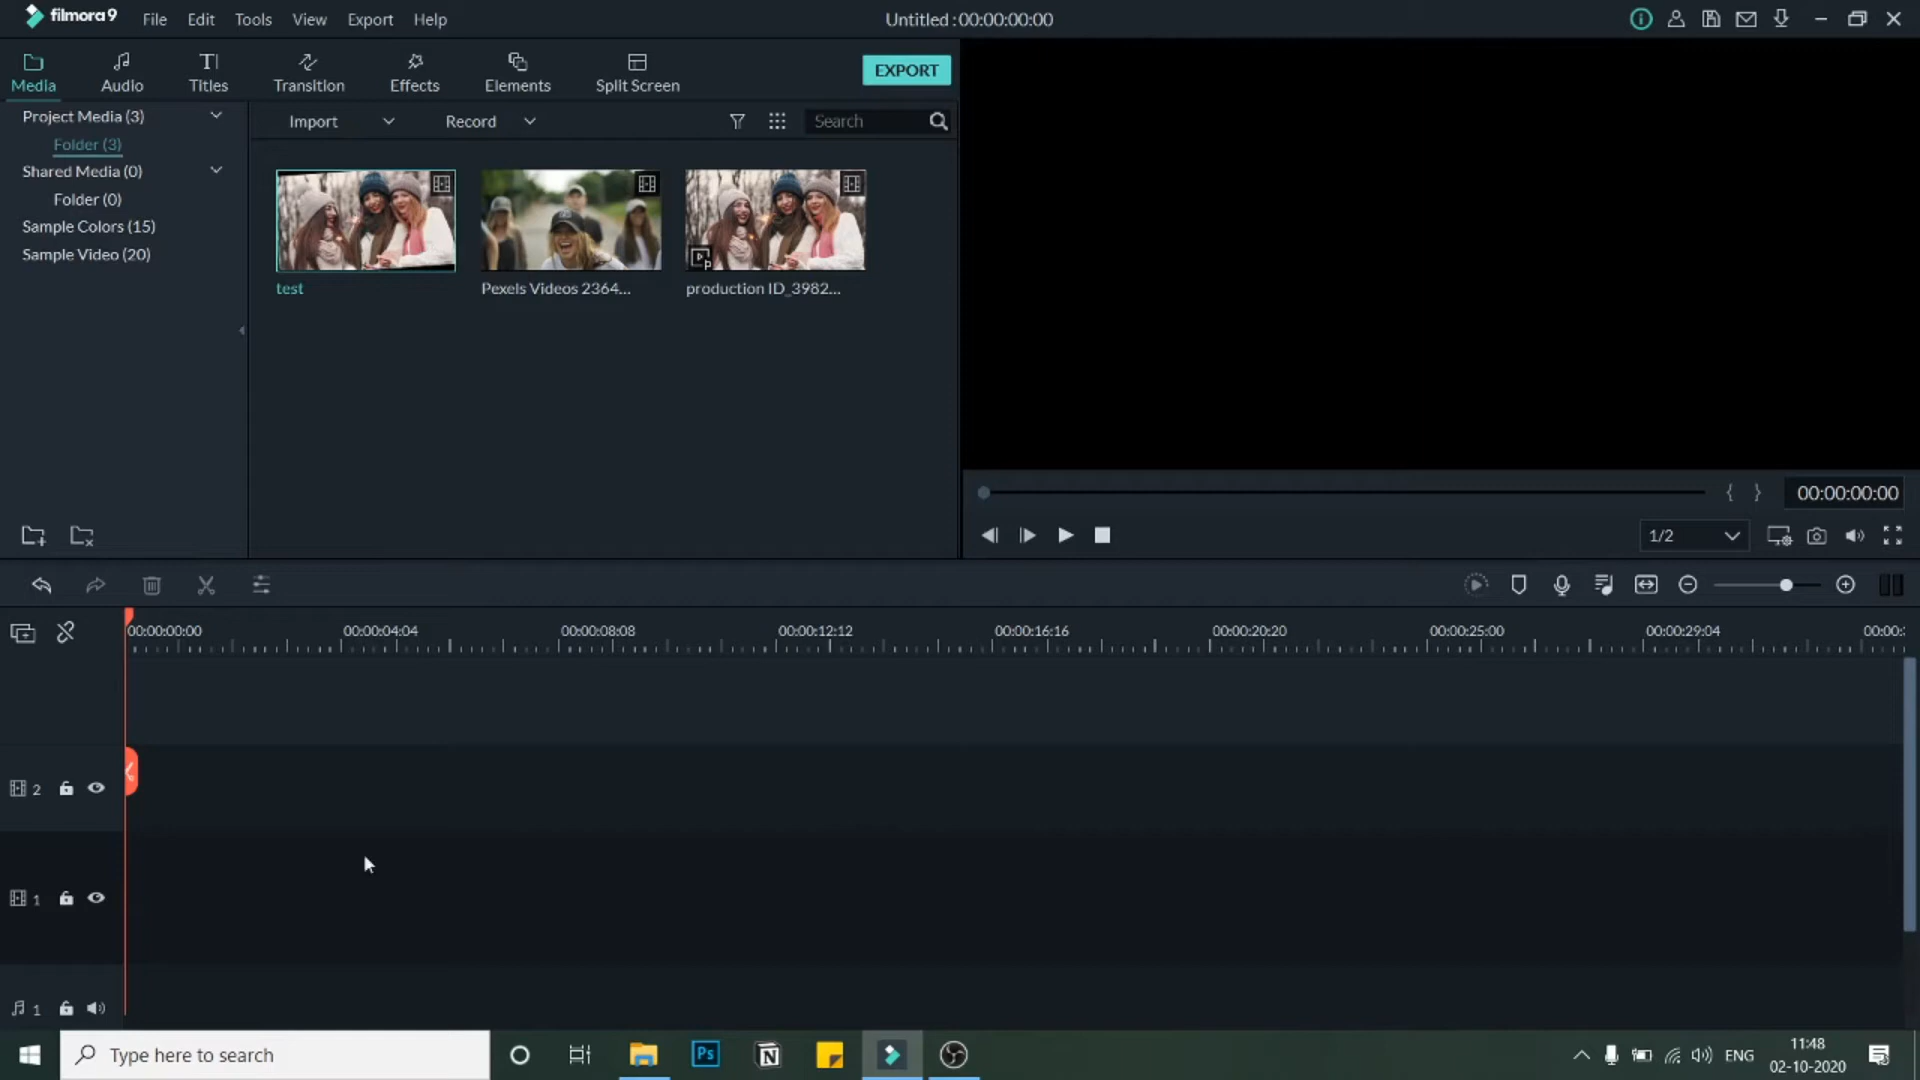 filmora9 File Edit Tools View Export Help Untitled : 00:00:00:00
Media Audio Titles Transition Effects Elements Split Screen EXPORT
Project Media (3)
Folder (3)
Shared Media (0)
Folder (0)
Sample Colors (15)
Sample Video (20)
Import Record Search
test Pexels Videos 2364... production ID_3982...
{ } 00:00:00:00
1/2
00:00:00:00 00:00:04:04 00:00:08:08 00:00:12:12 00:00:16:16 00:00:20:20 00:00:25:00 00:00:29:04 00:00:
2
1
1
Type here to search
Ps
ENG
11:48
02-10-2020